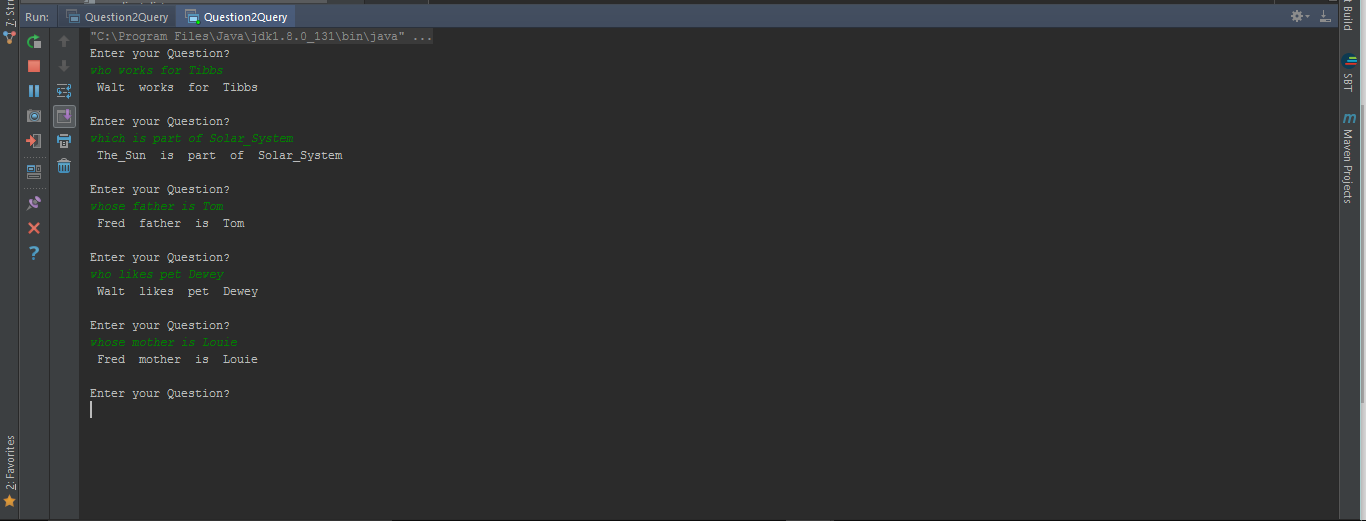 Run:
Question2Query
Question2Query
"C:\Program Files\Java\jdk1.8.0_131\bin\java" ...
Enter your Question?
who works for Tibbs
Walt works for Tibbs
Enter your Question?
which is part of Solar_System
The_Sun is part of Solar_System
Enter your Question?
whose father is Tom
Fred father is Tom
Enter your Question?
who likes pet Dewey
Walt likes pet Dewey
Enter your Question?
whose mother is Louie
Fred mother is Louie
Enter your Question?
2: Favorites
Build
SBT
m Maven Projects